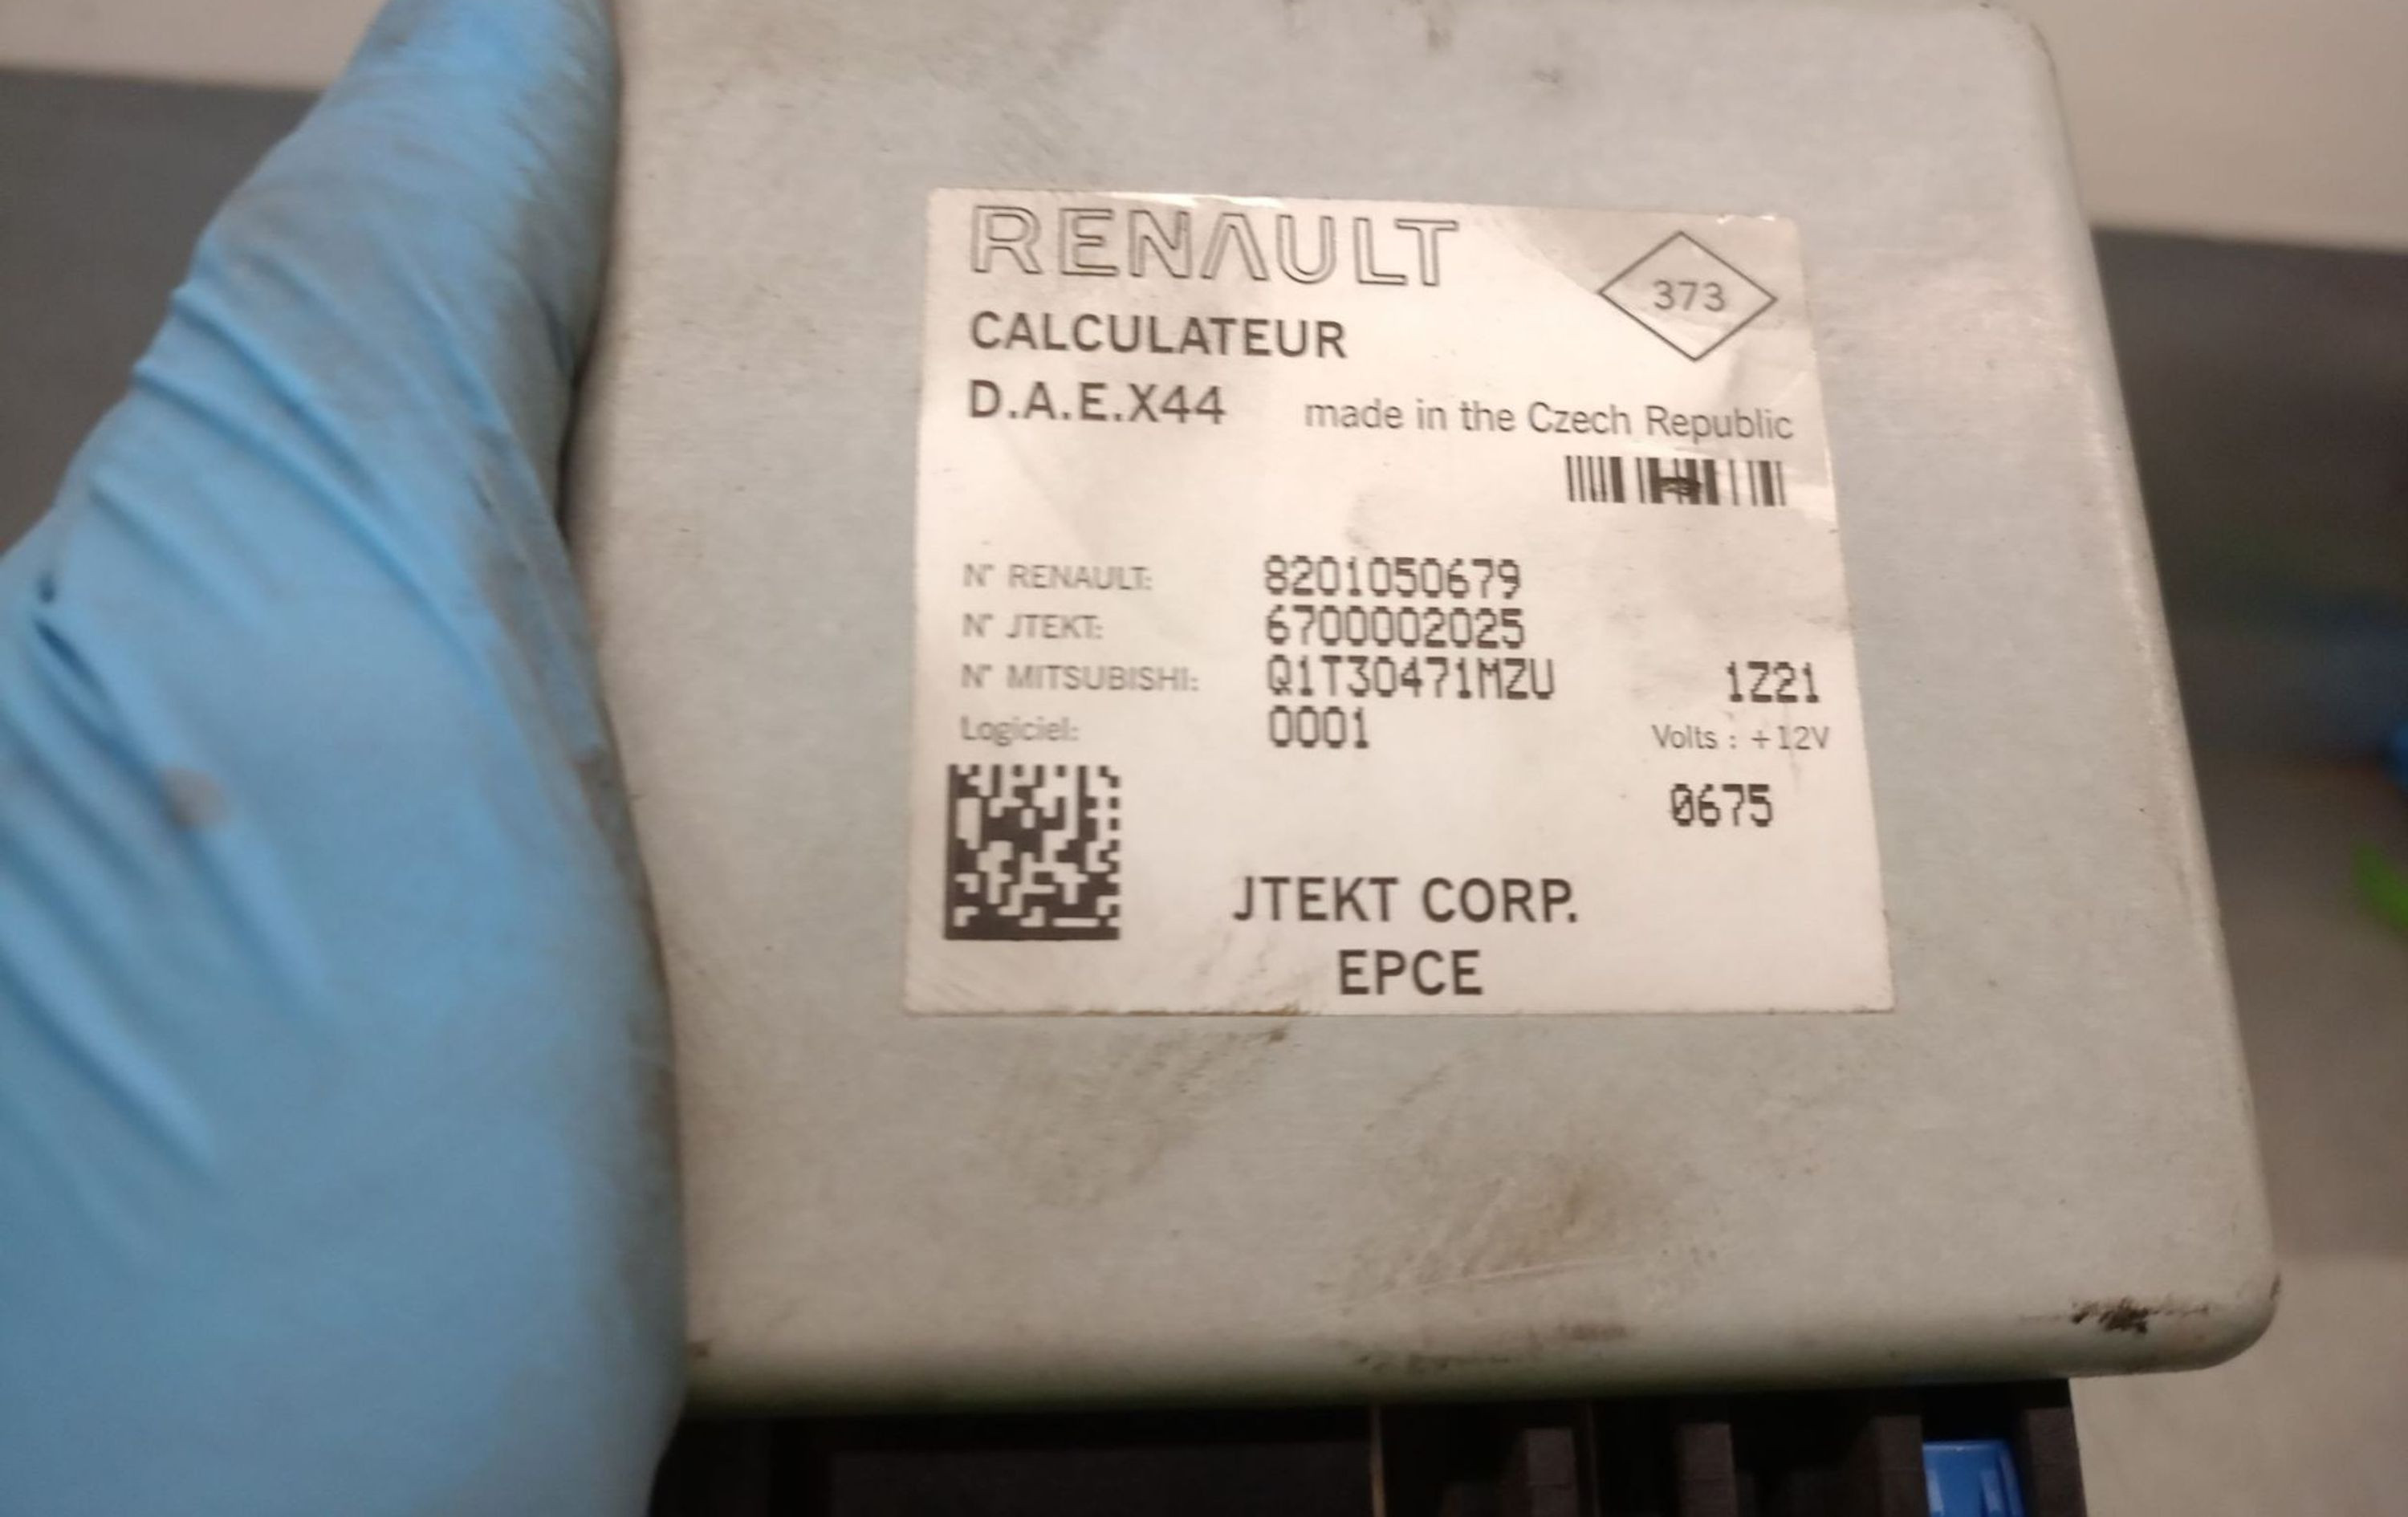 RENAULT
373
CALCULATEUR
D.A.E.X44 made in the Czech Republic
N° RENAULT: 8201050679
N° JTEKT: 6700002025
N° MITSUBISHI: Q1T30471MZU 1Z21
Logiciel: 0001 Volts : +12V
0675
JTEKT CORP.
EPCE